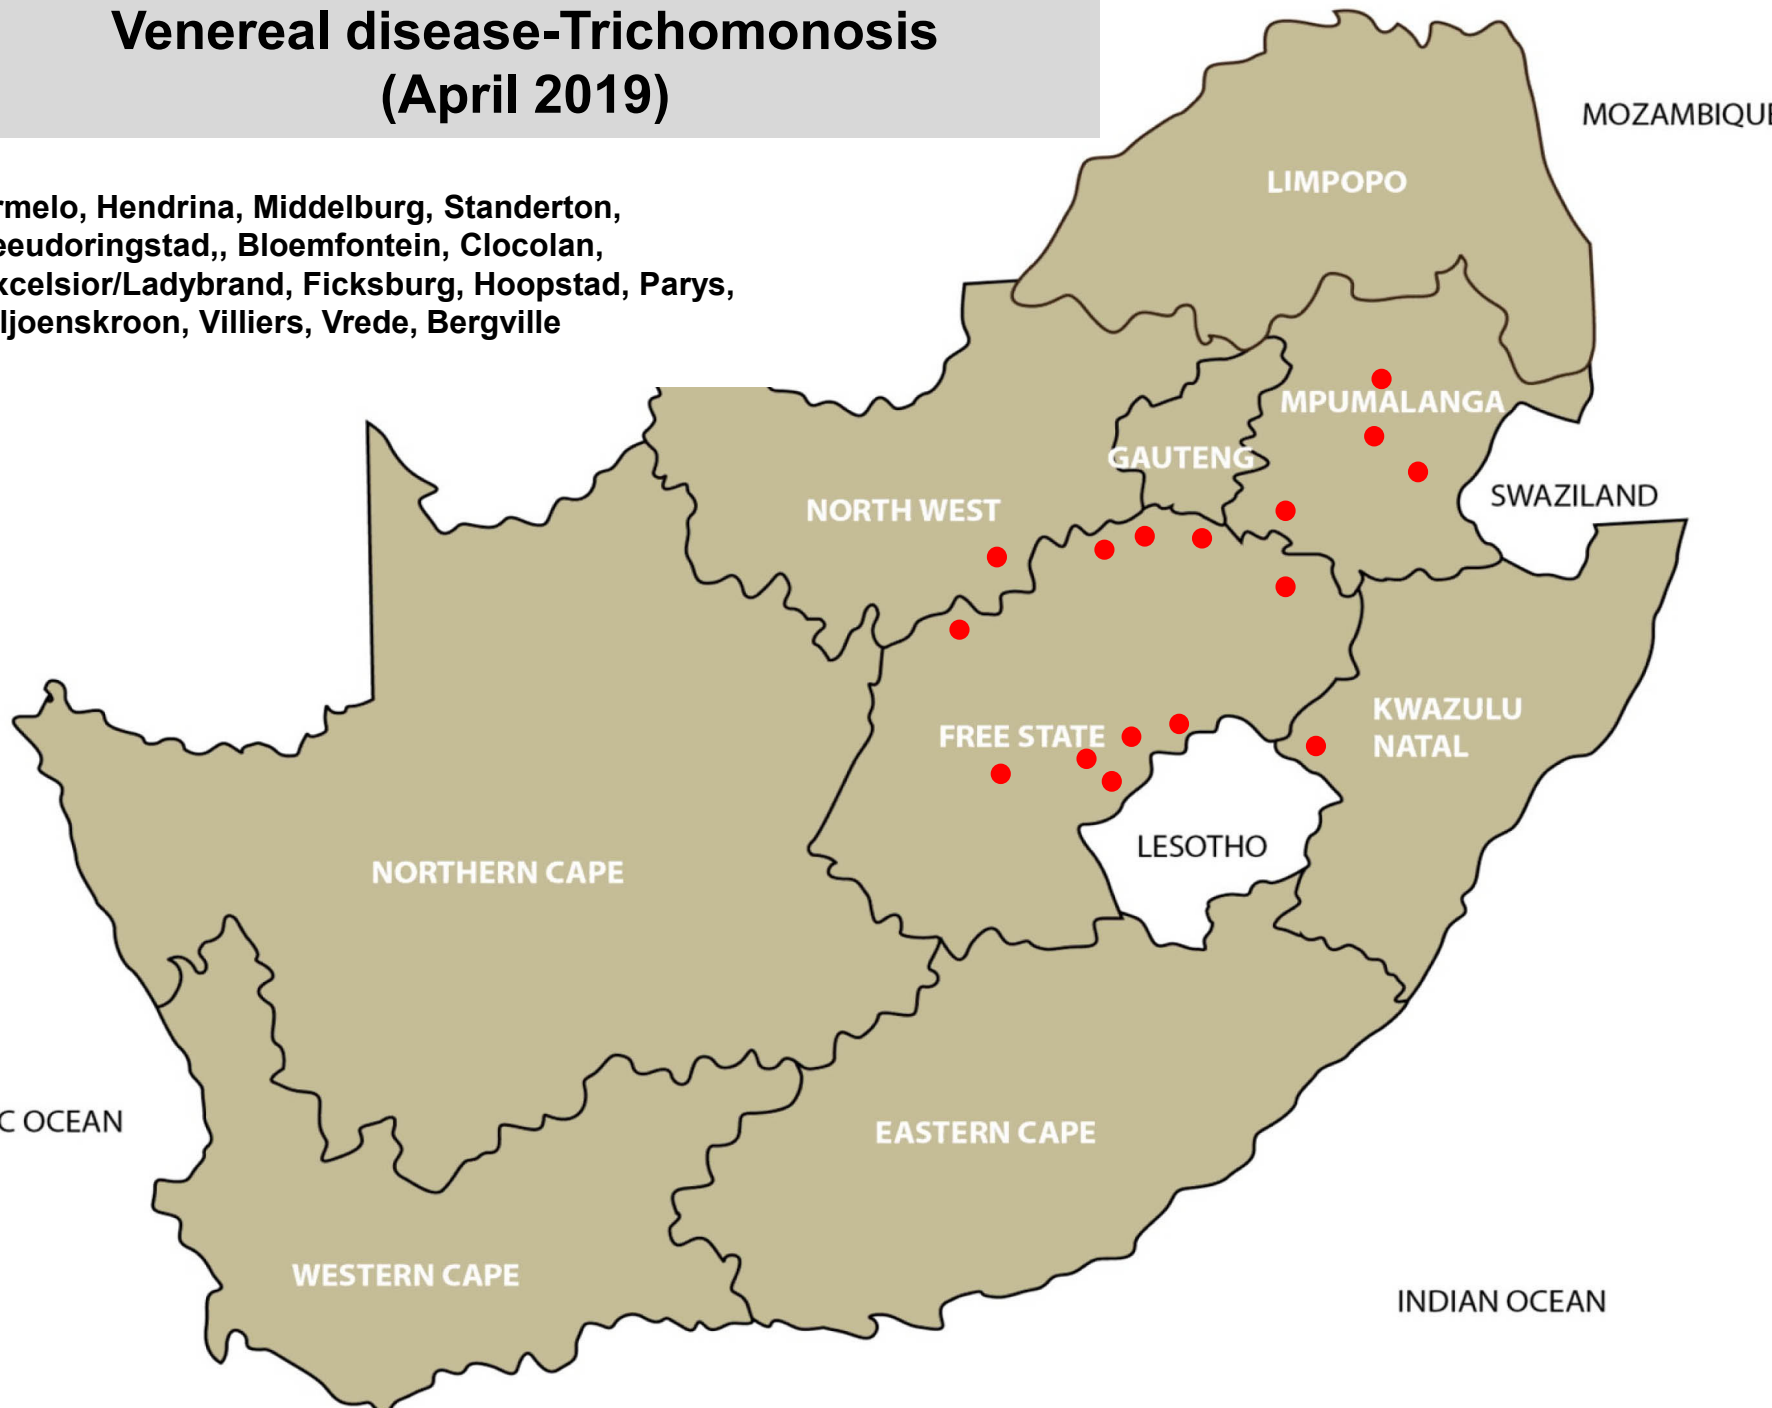 Venereal disease-Trichomonosis
(April 2019)
MOZAMBIQUE
LIMPOPO
rmelo, Hendrina, Middelburg, Standerton,
eeudoringstad,, Bloemfontein, Clocolan,
xcelsior/Ladybrand, Ficksburg, Hoopstad, Parys,
ljoenskroon, Villiers, Vrede, Bergville
MPUMALANGA
GAUTENG
SWAZILAND
NORTH WEST
KWAZULU
NATAL
FREE STATE
LESOTHO
NORTHERN CAPE
C OCEAN
EASTERN CAPE
WESTERN CAPE
INDIAN OCEAN